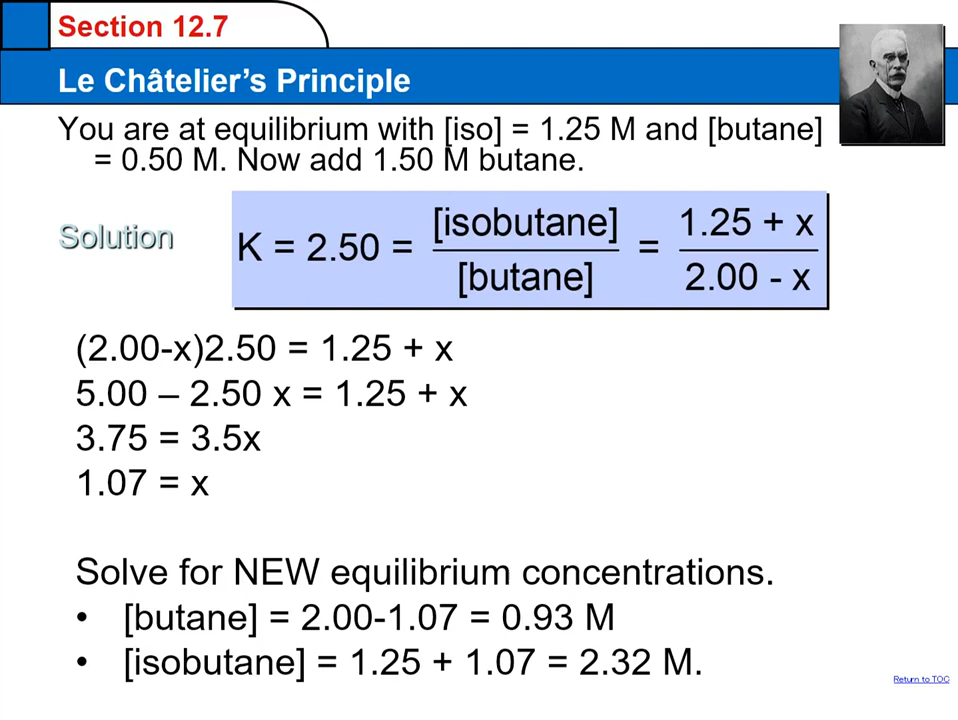 Section 12.7
Le Châtelier's Principle
You are at equilibrium with [iso] = 1.25 M and [butane]
= 0.50 M. Now add 1.50 M butane.
Solution
K = 2.50 = [isobutane] / [butane] = 1.25 + x / 2.00 - x
(2.00-x)2.50 = 1.25 + x
5.00 – 2.50 x = 1.25 + x
3.75 = 3.5x
1.07 = x
Solve for NEW equilibrium concentrations.
• [butane] = 2.00-1.07 = 0.93 M
• [isobutane] = 1.25 + 1.07 = 2.32 M.
Return to TOC